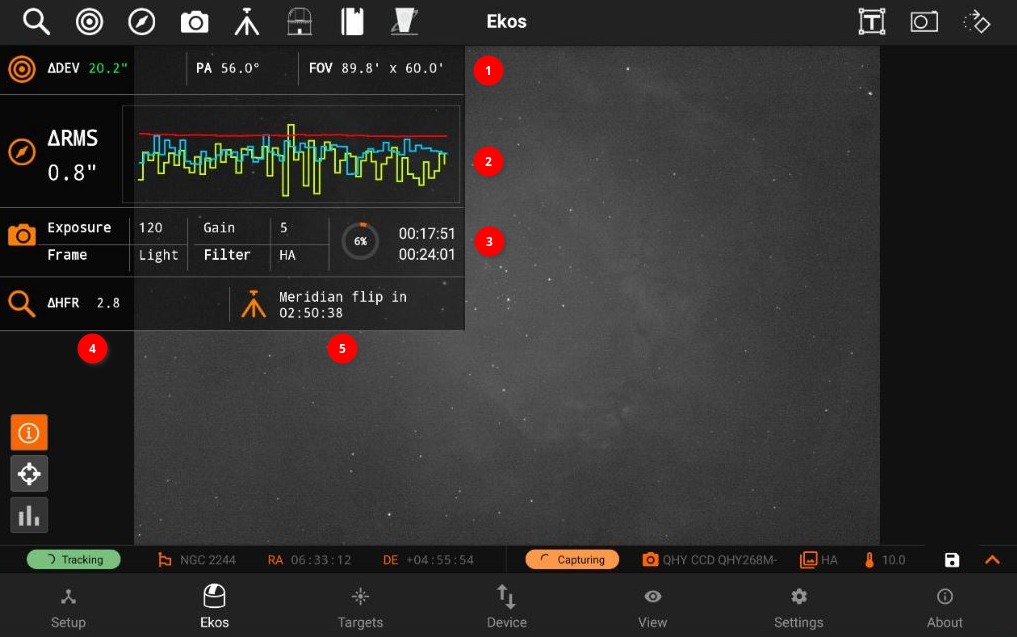 Ekos
T
ΔDEV 20.2" PA 56.0° FOV 89.8' x 60.0' 1
ΔRMS
0.8" 2
Exposure 120 Gain 5 6% 00:17:51 3
Frame Light Filter HA 00:24:01
ΔHFR 2.8 Meridian flip in
02:50:38
4 5
Tracking NGC 2244 RA 06:33:12 DE +04:55:54 Capturing QHY CCD QHY268M- HA 10.0
Setup Ekos Targets Device View Settings About